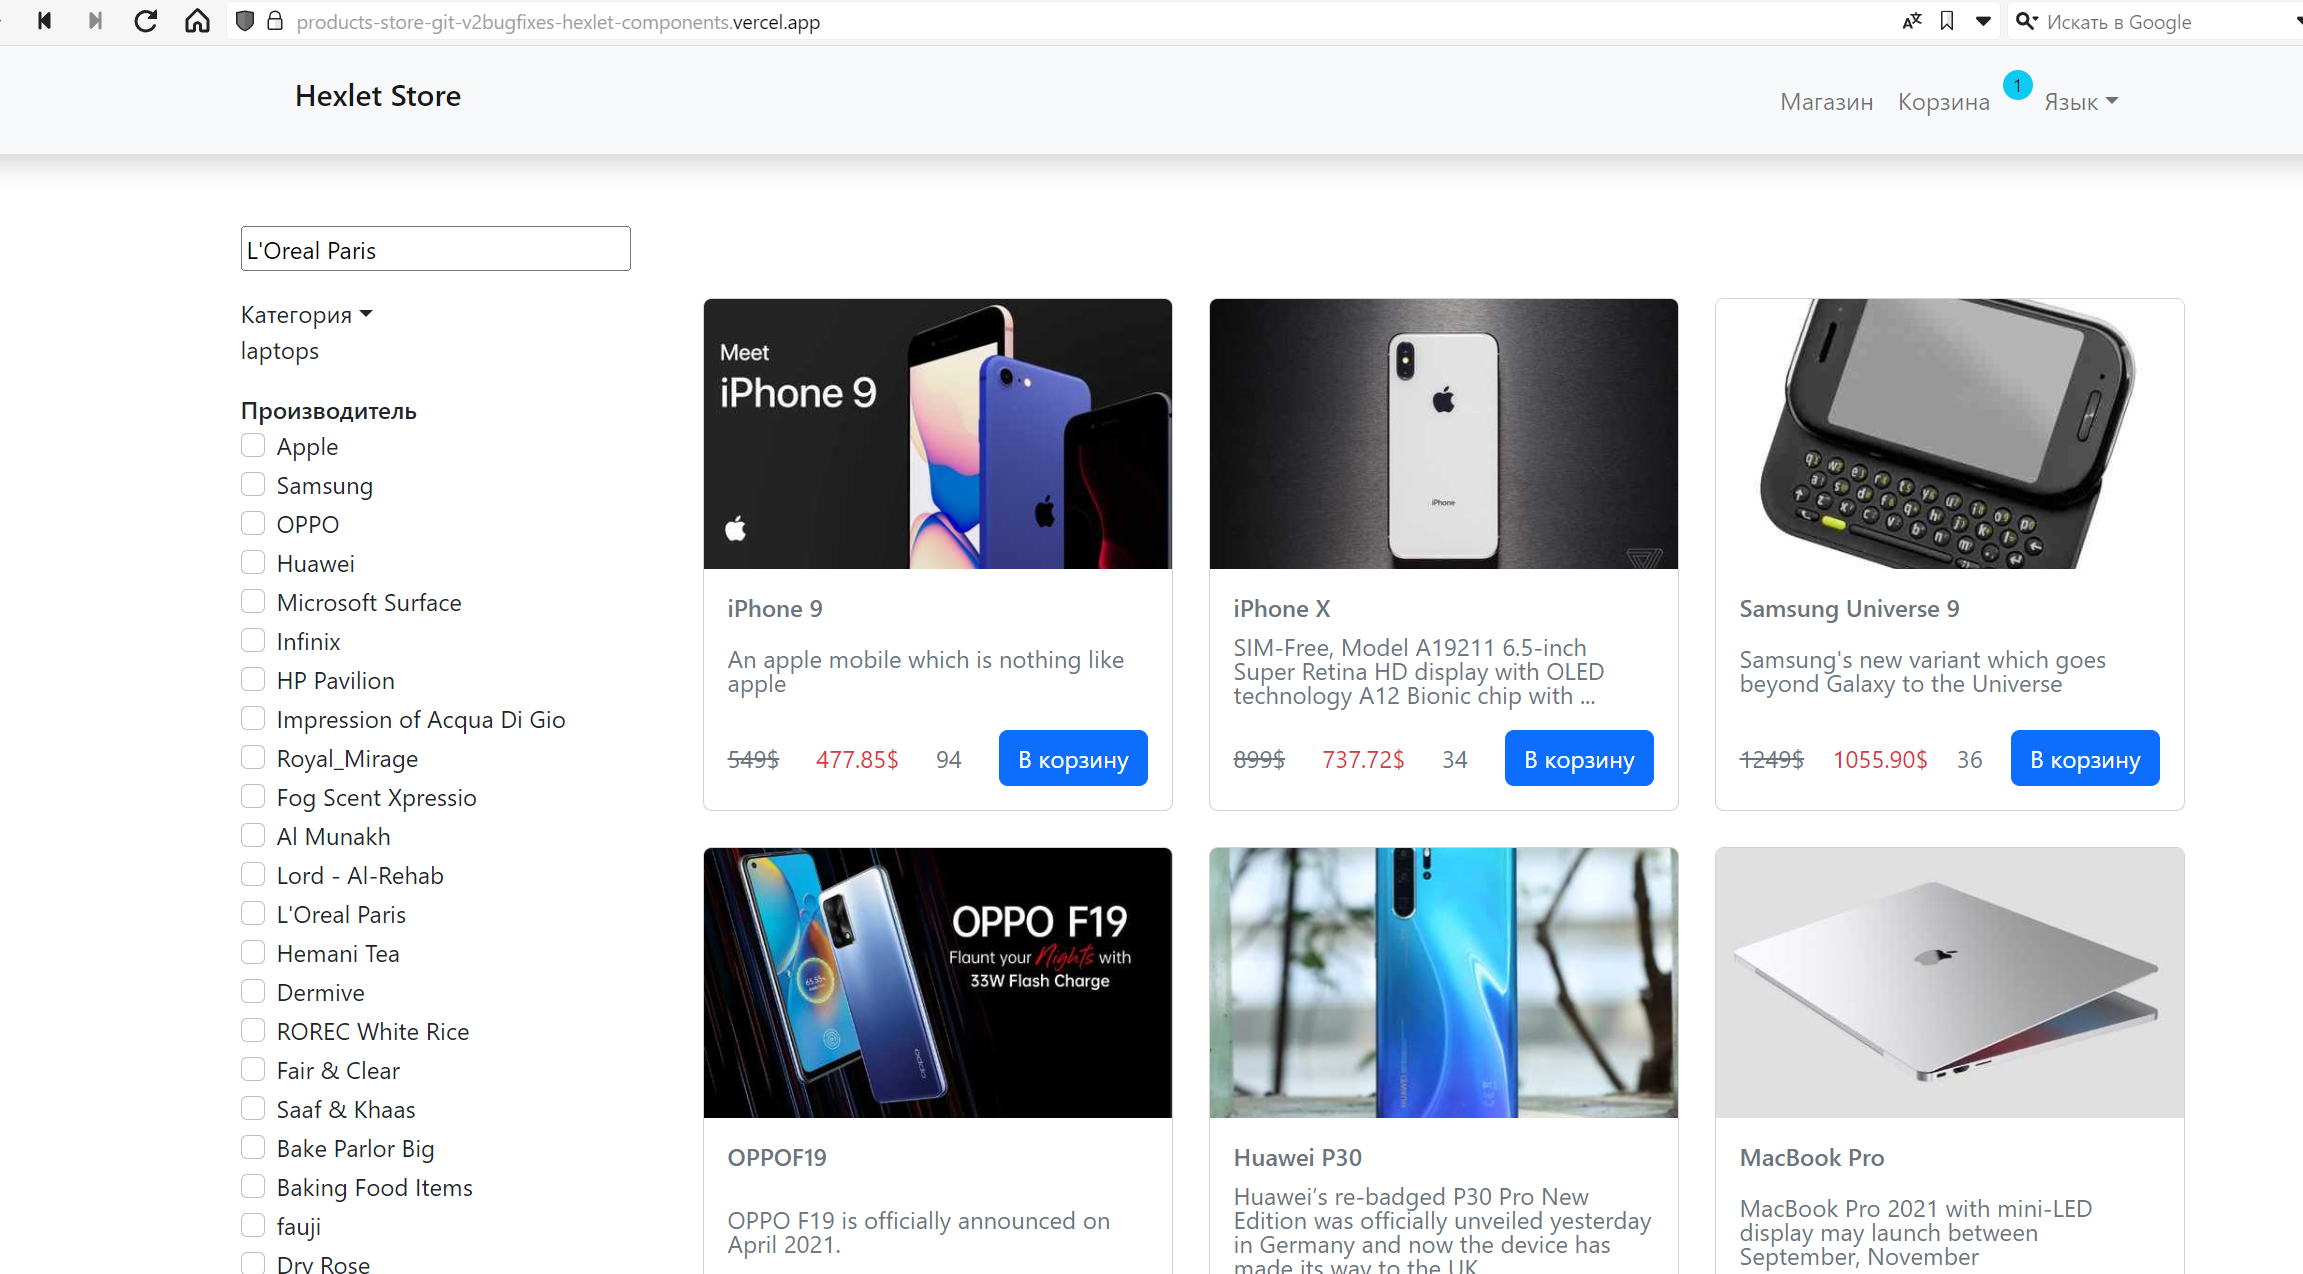 products-store-git-v2bugfixes-hexlet-components.vercel.app
Искать в Google
Hexlet Store
Магазин
Корзина
1
Язык
L'Oreal Paris
Категория
laptops
Производитель
Apple
Samsung
OPPO
Huawei
Microsoft Surface
Infinix
HP Pavilion
Impression of Acqua Di Gio
Royal_Mirage
Fog Scent Xpressio
Al Munakh
Lord - Al-Rehab
L'Oreal Paris
Hemani Tea
Dermive
ROREC White Rice
Fair & Clear
Saaf & Khaas
Bake Parlor Big
Baking Food Items
fauji
Dry Rose
Meet
iPhone 9
iPhone 9
An apple mobile which is nothing like
apple
549$ 477.85$ 94 В корзину
iPhone
iPhone X
SIM-Free, Model A19211 6.5-inch
Super Retina HD display with OLED
technology A12 Bionic chip with ...
899$ 737.72$ 34 В корзину
Samsung Universe 9
Samsung's new variant which goes
beyond Galaxy to the Universe
1249$ 1055.90$ 36 В корзину
OPPO F19
Flaunt your Nights with
33W Flash Charge
OPPOF19
OPPO F19 is officially announced on
April 2021.
Huawei P30
Huawei’s re-badged P30 Pro New
Edition was officially unveiled yesterday
in Germany and now the device has
made its way to the UK
MacBook Pro
MacBook Pro 2021 with mini-LED
display may launch between
September, November